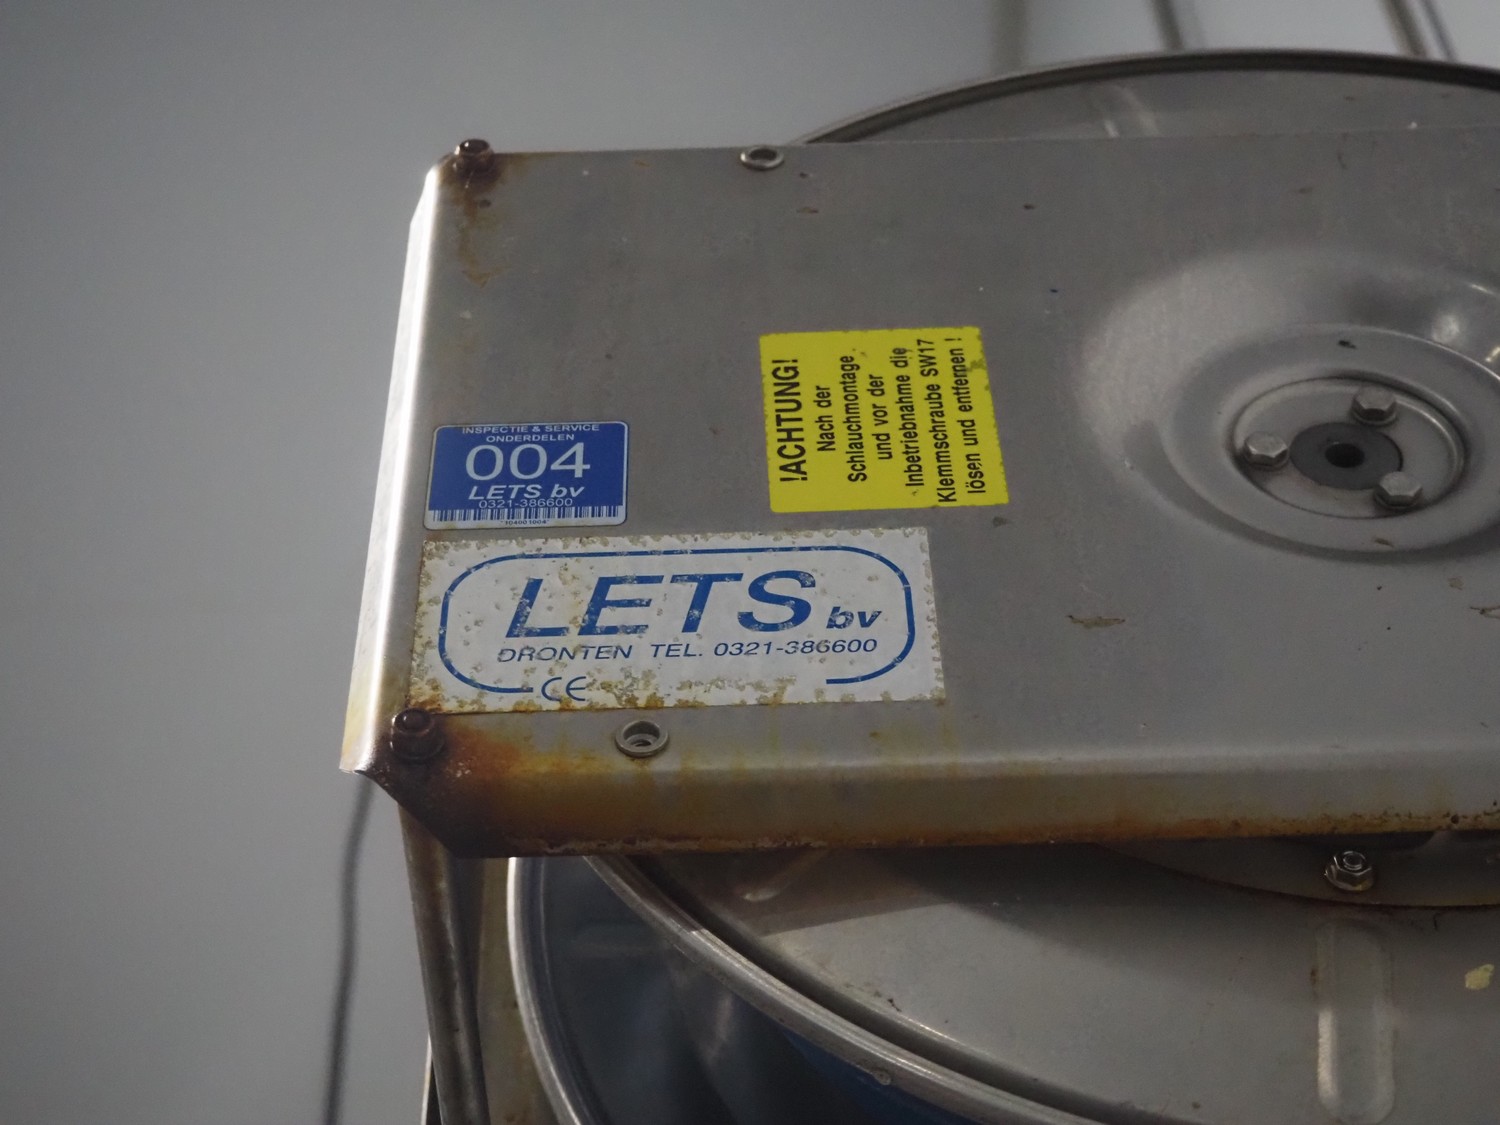 INSPECTIE & SERVICE
ONDERDELEN
004
LETS bv
0321-386600
!ACHTUNG!
Nach der
Schlauchmontage
und vor der
Inbetriebnahme die
Klemmschraube SW17
lösen und entfernen !
LETS bv
DRONTEN TEL. 0321-386600
CE